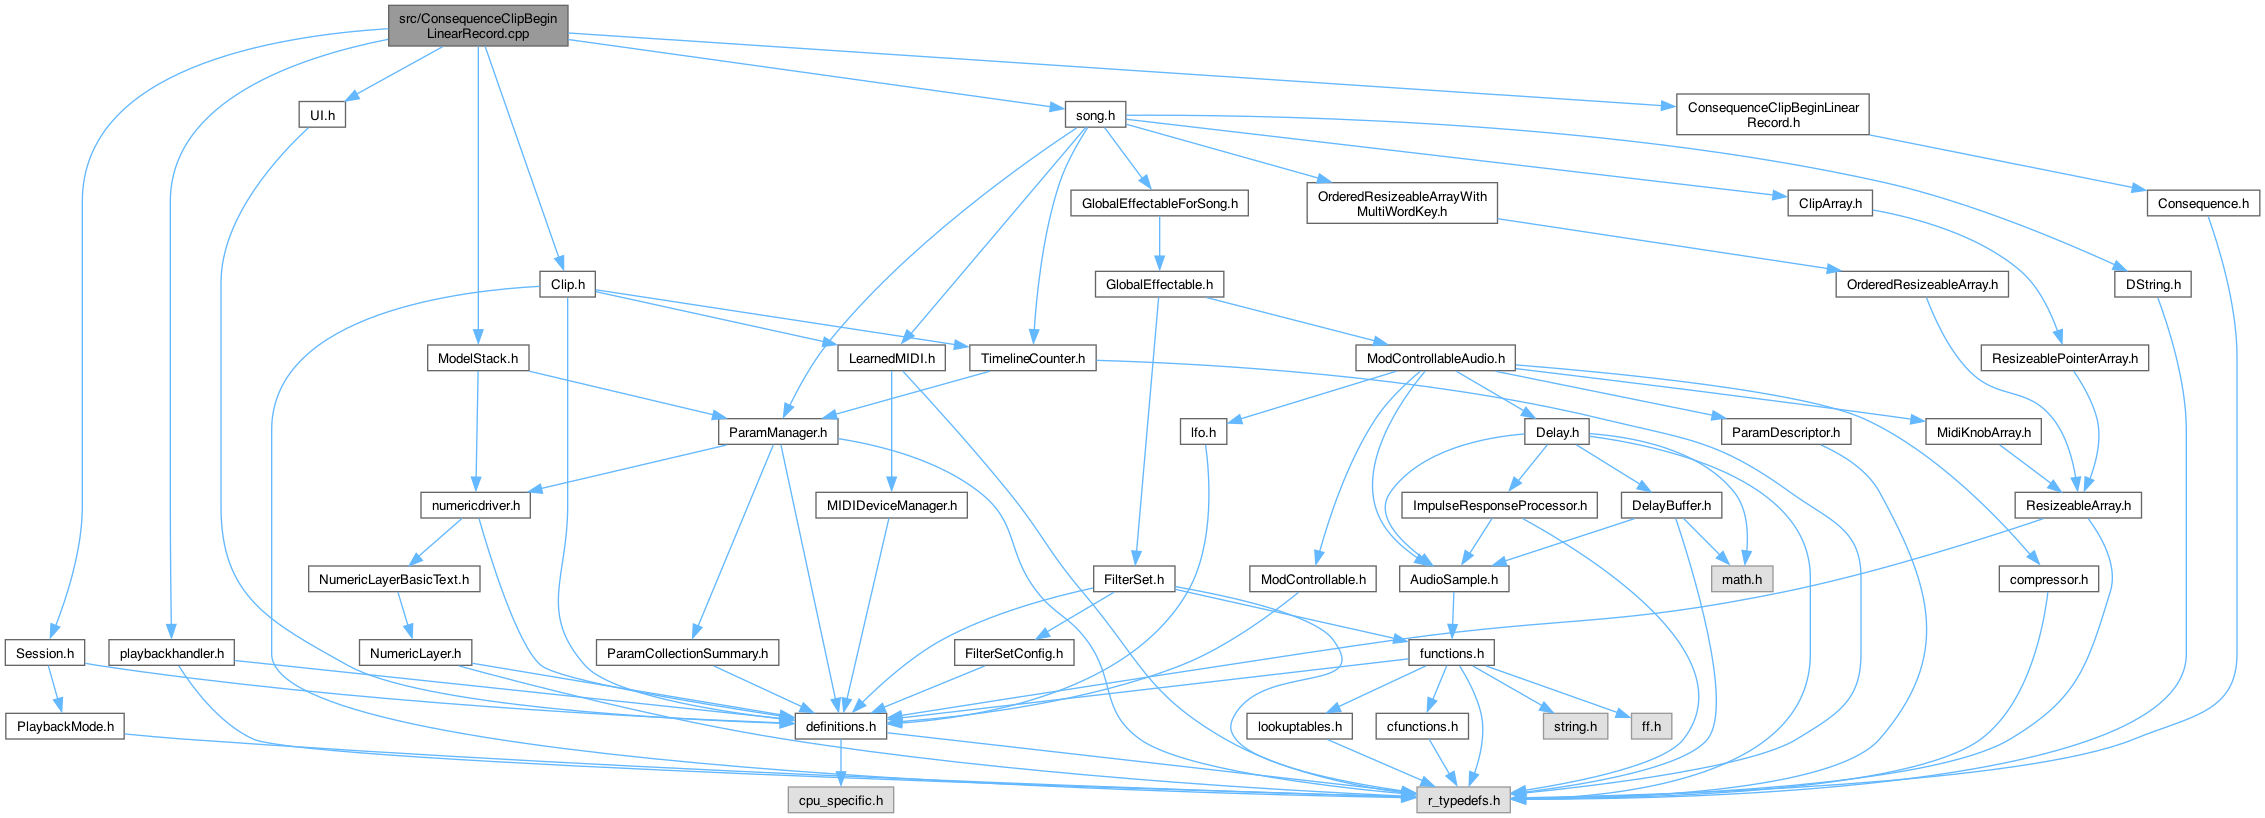 src/ConsequenceClipBegin
LinearRecord.cpp
UI.h
song.h
ConsequenceClipBeginLinear
Record.h
GlobalEffectableForSong.h
OrderedResizeableArrayWith
MultiWordKey.h
ClipArray.h
Consequence.h
Clip.h
GlobalEffectable.h
OrderedResizeableArray.h
DString.h
ModelStack.h
LearnedMIDI.h
TimelineCounter.h
ModControllableAudio.h
ResizeablePointerArray.h
ParamManager.h
lfo.h
Delay.h
ParamDescriptor.h
MidiKnobArray.h
numericdriver.h
MIDIDeviceManager.h
ImpulseResponseProcessor.h
DelayBuffer.h
ResizeableArray.h
NumericLayerBasicText.h
FilterSet.h
ModControllable.h
AudioSample.h
math.h
compressor.h
Session.h
playbackhandler.h
NumericLayer.h
ParamCollectionSummary.h
FilterSetConfig.h
functions.h
PlaybackMode.h
definitions.h
lookuptables.h
cfunctions.h
string.h
ff.h
cpu_specific.h
r_typedefs.h